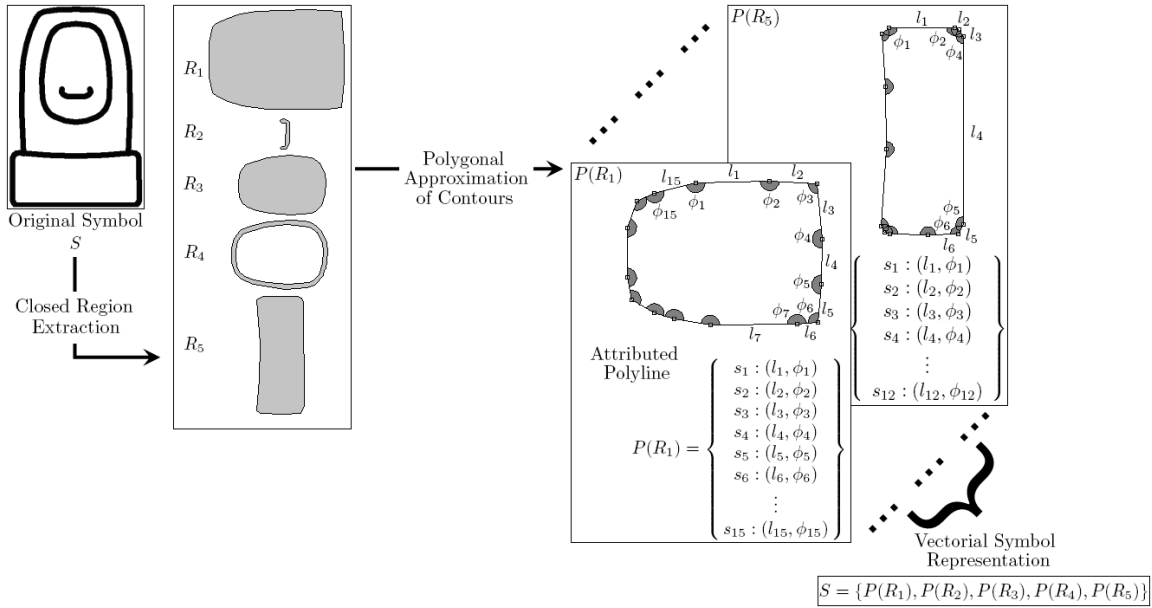 Original Symbol
S
Closed Region
Extraction
R₁
R₂
R₃
R₄
R₅
Polygonal
Approximation
of Contours
P(R₁)
l₁₅
l₁
l₂
l₃
l₄
l₅
l₆
l₇
ϕ₁₅
ϕ₁
ϕ₂
ϕ₃
ϕ₄
ϕ₅
ϕ₆
ϕ₇
Attributed
Polyline
P(R₁) =
s₁ : (l₁, ϕ₁)
s₂ : (l₂, ϕ₂)
s₃ : (l₃, ϕ₃)
s₄ : (l₄, ϕ₄)
s₅ : (l₅, ϕ₅)
s₆ : (l₆, ϕ₆)
⋮
s₁₅ : (l₁₅, ϕ₁₅)
P(R₅)
l₁
l₂
l₃
ϕ₁
ϕ₂
ϕ₄
l₄
ϕ₅
ϕ₆
l₅
l₆
s₁ : (l₁, ϕ₁)
s₂ : (l₂, ϕ₂)
s₃ : (l₃, ϕ₃)
s₄ : (l₄, ϕ₄)
⋮
s₁₂ : (l₁₂, ϕ₁₂)
Vectorial Symbol
Representation
S = {P(R₁), P(R₂), P(R₃), P(R₄), P(R₅)}